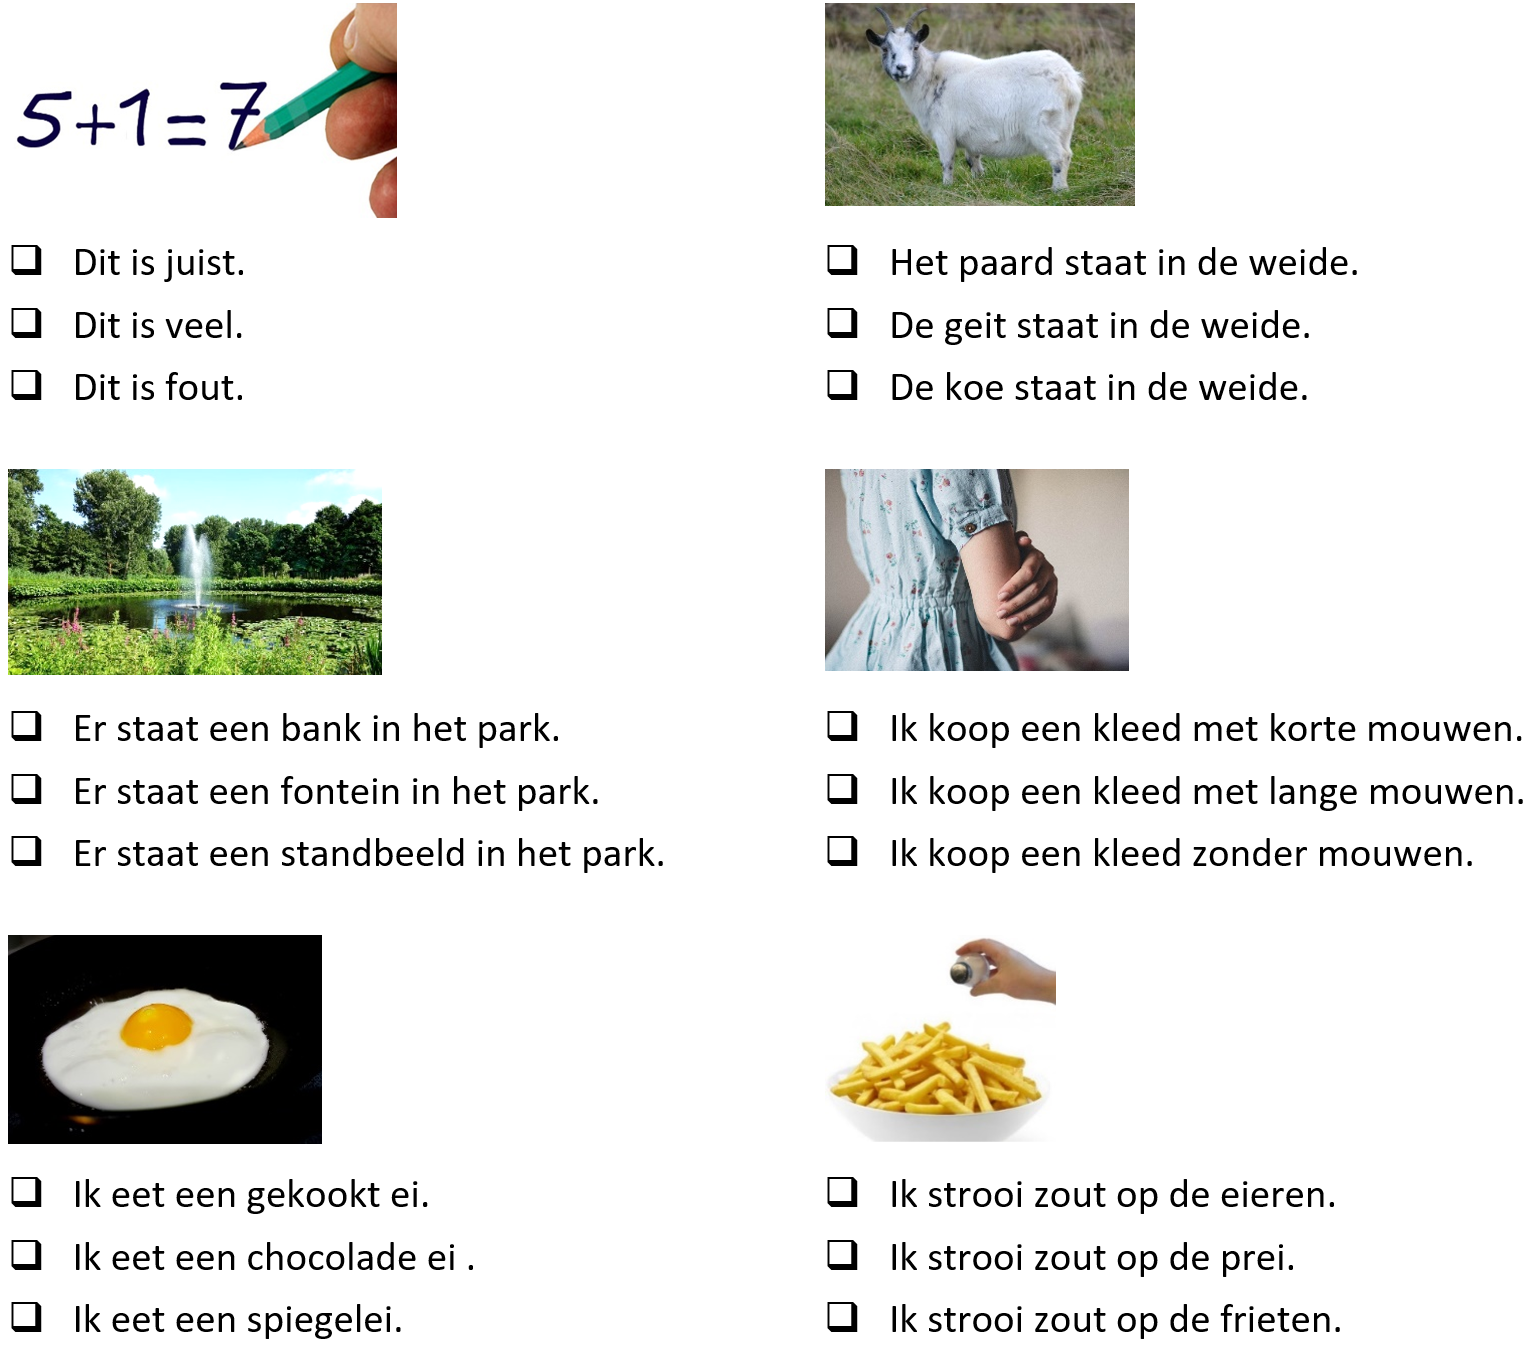 5+1=7
Dit is juist.
Dit is veel.
Dit is fout.
Het paard staat in de weide.
De geit staat in de weide.
De koe staat in de weide.
Er staat een bank in het park.
Er staat een fontein in het park.
Er staat een standbeeld in het park.
Ik koop een kleed met korte mouwen.
Ik koop een kleed met lange mouwen.
Ik koop een kleed zonder mouwen.
Ik eet een gekookt ei.
Ik eet een chocolade ei .
Ik eet een spiegelei.
Ik strooi zout op de eieren.
Ik strooi zout op de prei.
Ik strooi zout op de frieten.